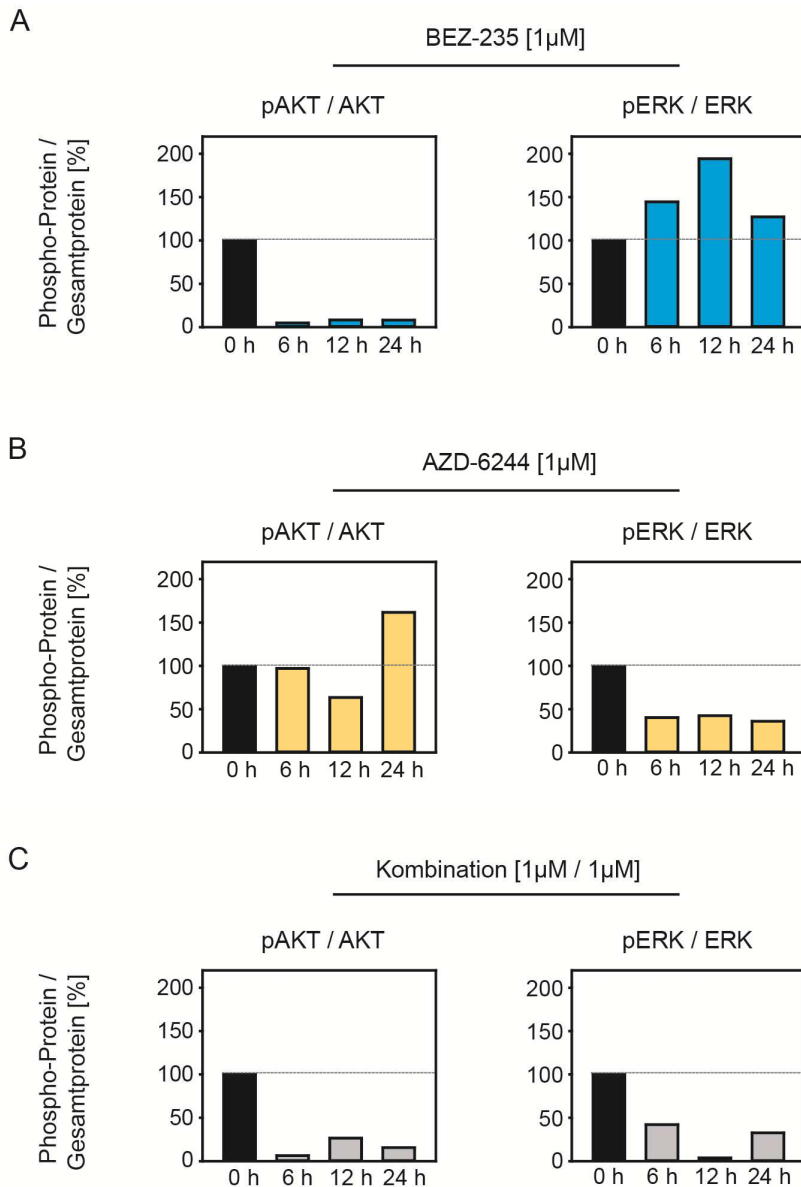 A
BEZ-235 [1µM]
pAKT / AKT
pERK / ERK
Phospho-Protein /
Gesamtprotein [%]
200
150
100
50
0
0 h 6 h 12 h 24 h
200
150
100
50
0
0 h 6 h 12 h 24 h
B
AZD-6244 [1µM]
pAKT / AKT
pERK / ERK
Phospho-Protein /
Gesamtprotein [%]
200
150
100
50
0
0 h 6 h 12 h 24 h
200
150
100
50
0
0 h 6 h 12 h 24 h
C
Kombination [1µM / 1µM]
pAKT / AKT
pERK / ERK
Phospho-Protein /
Gesamtprotein [%]
200
150
100
50
0
0 h 6 h 12 h 24 h
200
150
100
50
0
0 h 6 h 12 h 24 h